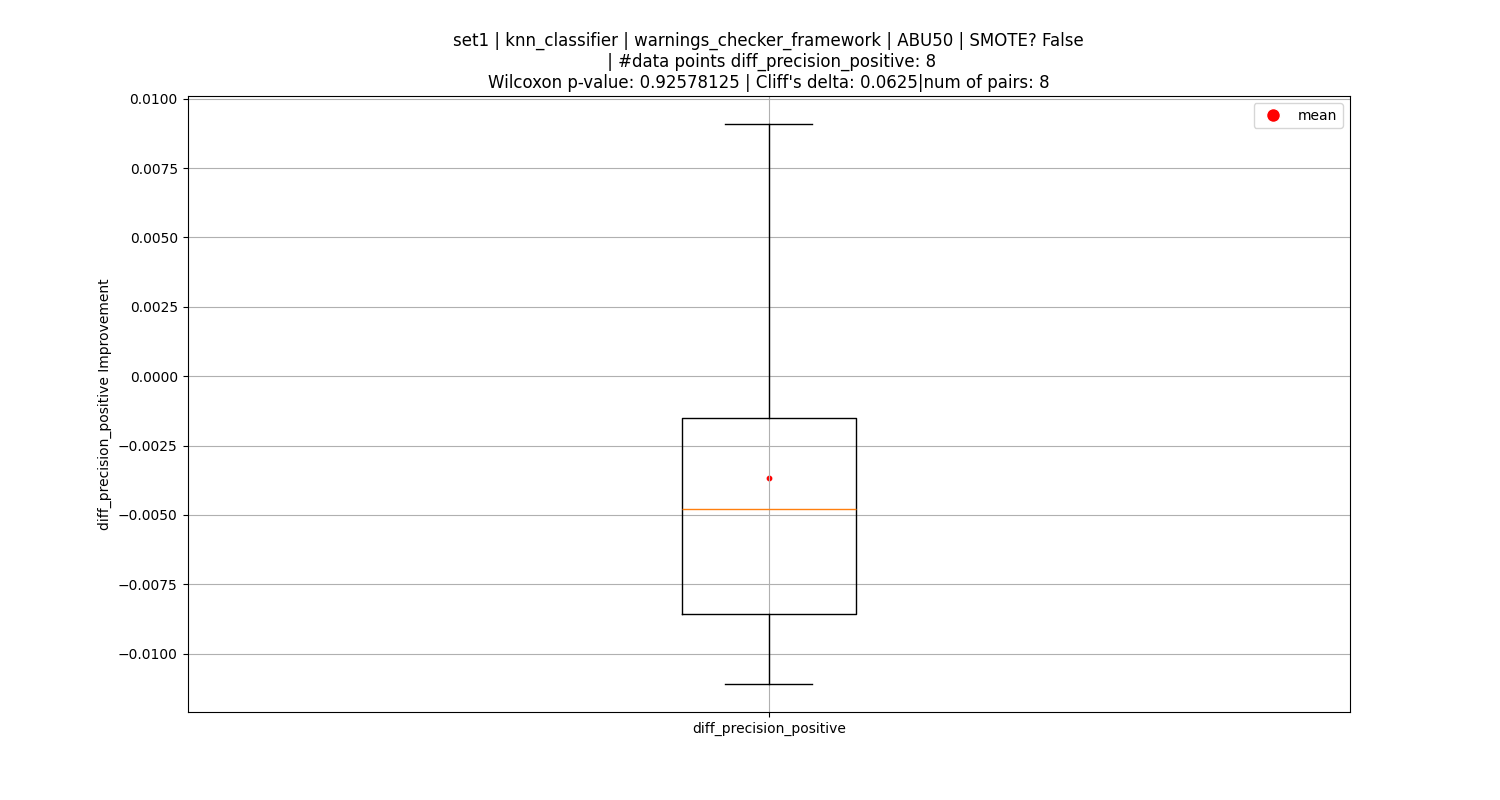 set1 | knn_classifier | warnings_checker_framework | ABU50 | SMOTE? False
| #data points diff_precision_positive: 8
Wilcoxon p-value: 0.92578125 | Cliff's delta: 0.0625|num of pairs: 8
mean
0.0100
0.0075
0.0050
0.0025
0.0000
−0.0025
−0.0050
−0.0075
−0.0100
diff_precision_positive Improvement
diff_precision_positive